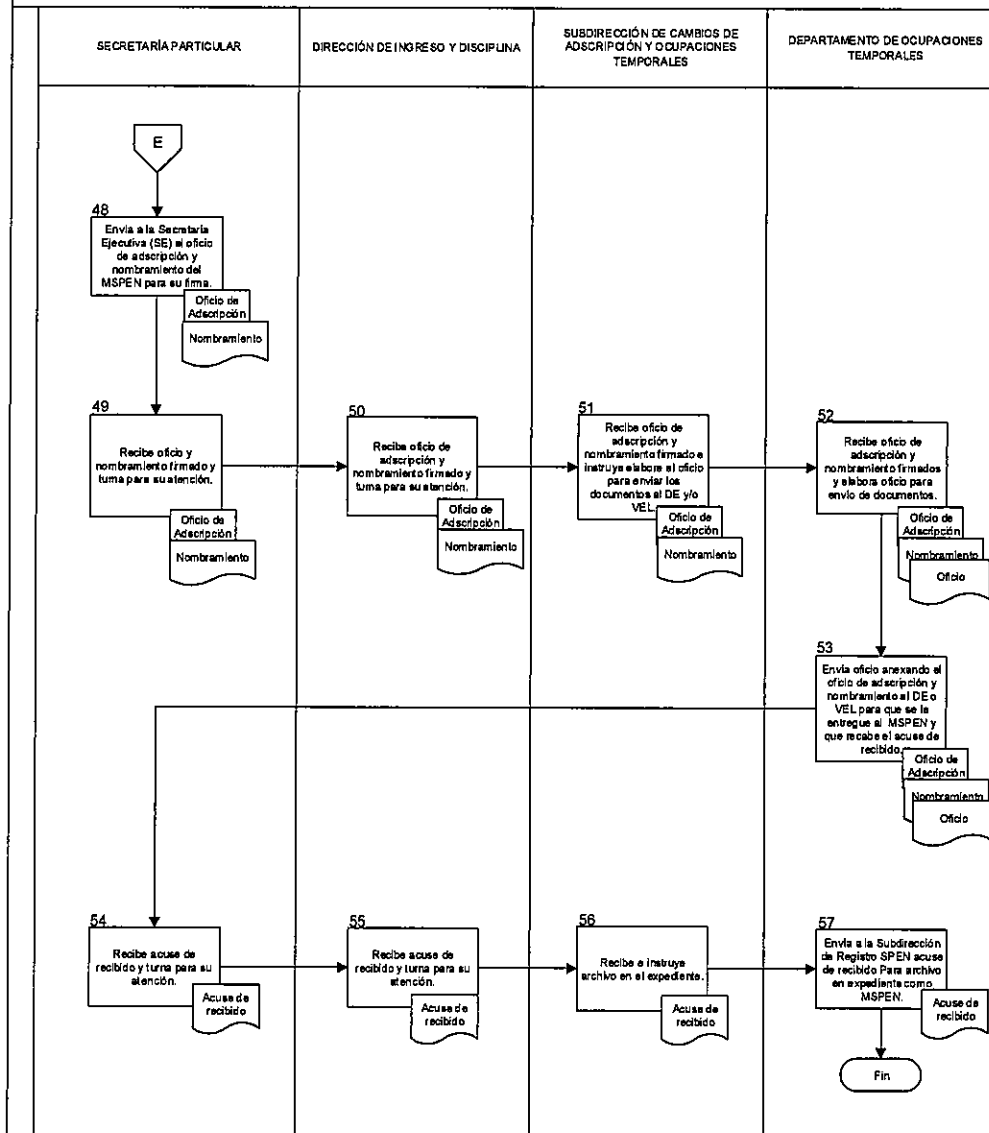 SECRETARÍA PARTICULAR
DIRECCIÓN DE INGRESO Y DISCIPLINA
SUBDIRECCIÓN DE CAMBIOS DE
ADSCRIPCIÓN Y OCUPACIONES
TEMPORALES
DEPARTAMENTO DE OCUPACIONES
TEMPORALES
E
48
Envía a la Secretaría
Ejecutiva (SE) el oficio
de adscripción y
nombramiento del
MSPEN para su firma.
Oficio de
Adscripción
Nombramiento
49
Recibe oficio y
nombramiento firmado y
turna para su atención.
Oficio de
Adscripción
Nombramiento
50
Recibe oficio de
adscripción y
nombramiento firmado y
turna para su atención.
Oficio de
Adscripción
Nombramiento
51
Recibe oficio de
adscripción y
nombramiento firmado e
instruye elabore el oficio
para enviar los
documentos al DE y/o
VEL.
Oficio de
Adscripción
Nombramiento
52
Recibe oficio de
adscripción y
nombramiento firmados
y elabora oficio para
envío de documentos.
Oficio de
Adscripción
Nombramiento
Oficio
53
Envía oficio anexando el
oficio de adscripción y
nombramiento al DE o
VEL para que se le
entregue al MSPEN y
que recabe el acuse de
recibido.
Oficio de
Adscripción
Nombramiento
Oficio
54
Recibe acuse de
recibido y turna para su
atención.
Acuse de
recibido
55
Recibe acuse de
recibido y turna para su
atención.
Acuse de
recibido
56
Recibe e instruye
archivo en el expediente.
Acuse de
recibido
57
Envía a la Subdirección
de Registro SPEN acuse
de recibido Para archivo
en expediente como
MSPEN.
Acuse de
recibido
Fin